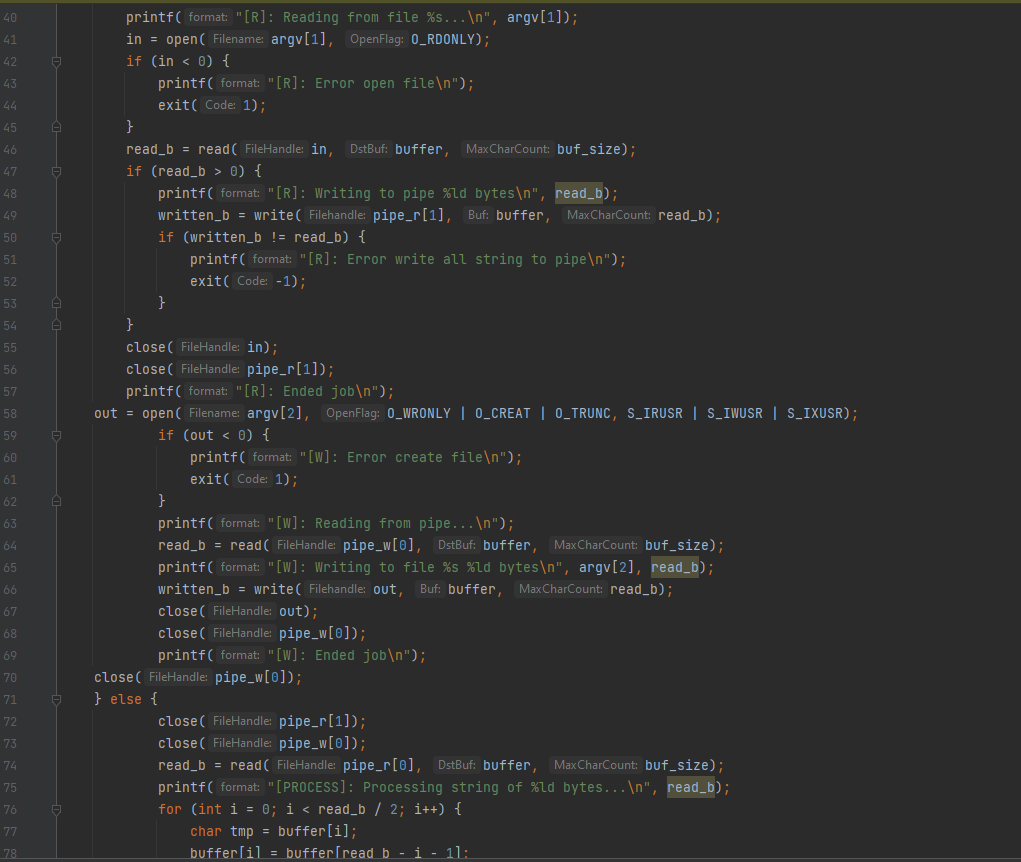 40 printf( format: "[R]: Reading from file %s...\n", argv[1]);
41 in = open( Filename: argv[1], OpenFlag: O_RDONLY);
42 if (in < 0) {
43 printf( format: "[R]: Error open file\n");
44 exit( Code: 1);
45 }
46 read_b = read( FileHandle: in, DstBuf: buffer, MaxCharCount: buf_size);
47 if (read_b > 0) {
48 printf( format: "[R]: Writing to pipe %ld bytes\n", read_b);
49 written_b = write( Filehandle: pipe_r[1], Buf: buffer, MaxCharCount: read_b);
50 if (written_b != read_b) {
51 printf( format: "[R]: Error write all string to pipe\n");
52 exit( Code: -1);
53 }
54 }
55 close( FileHandle: in);
56 close( FileHandle: pipe_r[1]);
57 printf( format: "[R]: Ended job\n");
58 out = open( Filename: argv[2], OpenFlag: O_WRONLY | O_CREAT | O_TRUNC, S_IRUSR | S_IWUSR | S_IXUSR);
59 if (out < 0) {
60 printf( format: "[W]: Error create file\n");
61 exit( Code: 1);
62 }
63 printf( format: "[W]: Reading from pipe...\n");
64 read_b = read( FileHandle: pipe_w[0], DstBuf: buffer, MaxCharCount: buf_size);
65 printf( format: "[W]: Writing to file %s %ld bytes\n", argv[2], read_b);
66 written_b = write( Filehandle: out, Buf: buffer, MaxCharCount: read_b);
67 close( FileHandle: out);
68 close( FileHandle: pipe_w[0]);
69 printf( format: "[W]: Ended job\n");
70 close( FileHandle: pipe_w[0]);
71 } else {
72 close( FileHandle: pipe_r[1]);
73 close( FileHandle: pipe_w[0]);
74 read_b = read( FileHandle: pipe_r[0], DstBuf: buffer, MaxCharCount: buf_size);
75 printf( format: "[PROCESS]: Processing string of %ld bytes...\n", read_b);
76 for (int i = 0; i < read_b / 2; i++) {
77 char tmp = buffer[i];
78 buffer[i] = buffer[read_b - i - 1];